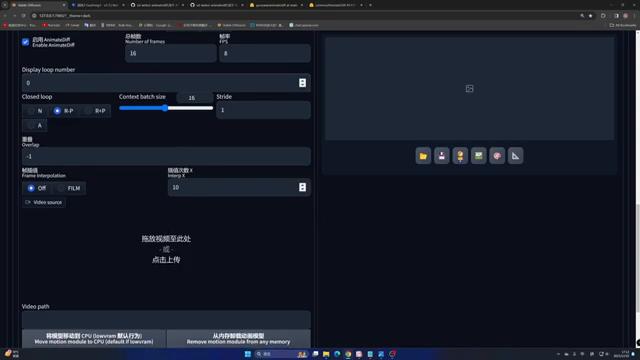 Stable Diffusion
启用 AnimateDiff
Enable AnimateDiff
总帧数
Number of frames
帧率
FPS
16
8
Display loop number
0
Closed loop
Context batch size
16
Stride
N
R-P
R+P
1
A
重叠
Overlap
-1
帧插值
Frame Interpolation
插值次数 X
Interp X
Off
FILM
10
Video source
拖放视频至此处
- 或 -
点击上传
Video path
将模型移动到 CPU (lowvram 默认行为)
Move motion module to CPU (default if lowvram)
从内存卸载动画模型
Remove motion module from any memory